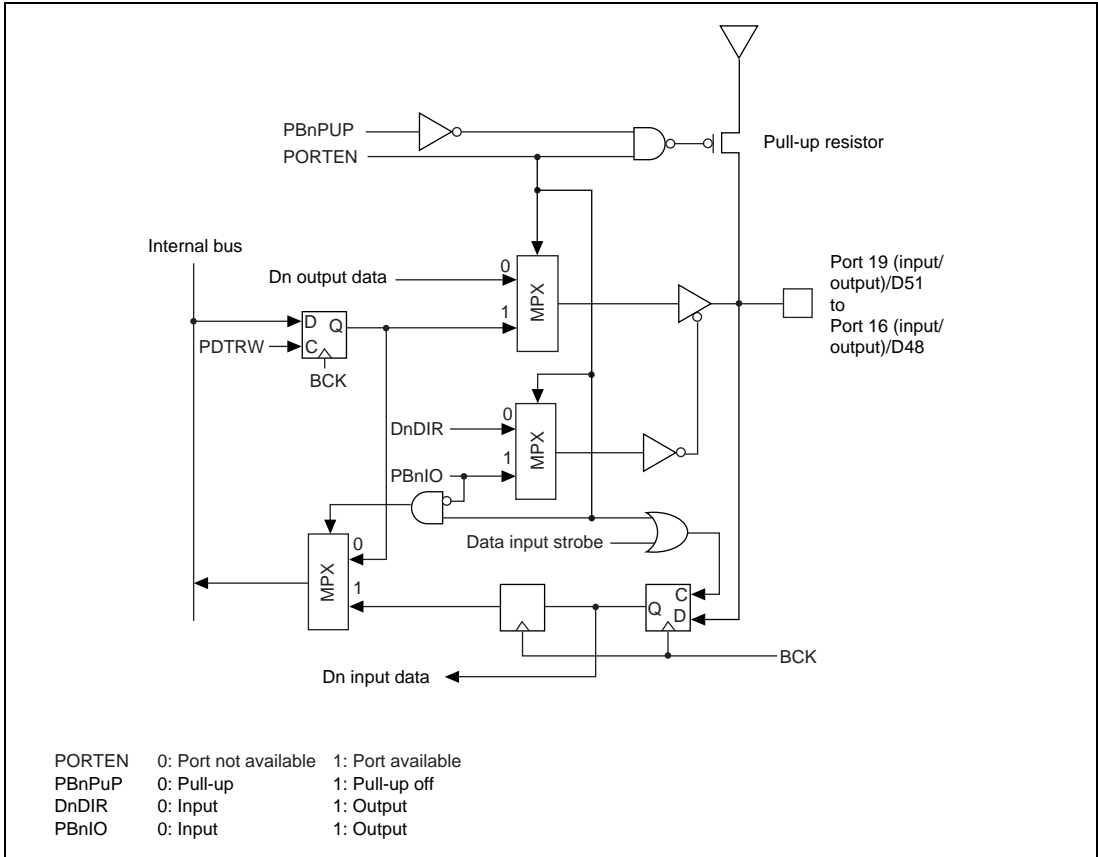 PBnPUP
PORTEN
Pull-up resistor
Internal bus
Dn output data
0
1
MPX
Port 19 (input/
output)/D51
to
Port 16 (input/
output)/D48
D Q
PDTRW
C
BCK
DnDIR
0
PBnIO
1
MPX
Data input strobe
0
1
MPX
C
Q
D
BCK
Dn input data
PORTEN 0: Port not available 1: Port available
PBnPuP 0: Pull-up 1: Pull-up off
DnDIR 0: Input 1: Output
PBnIO 0: Input 1: Output